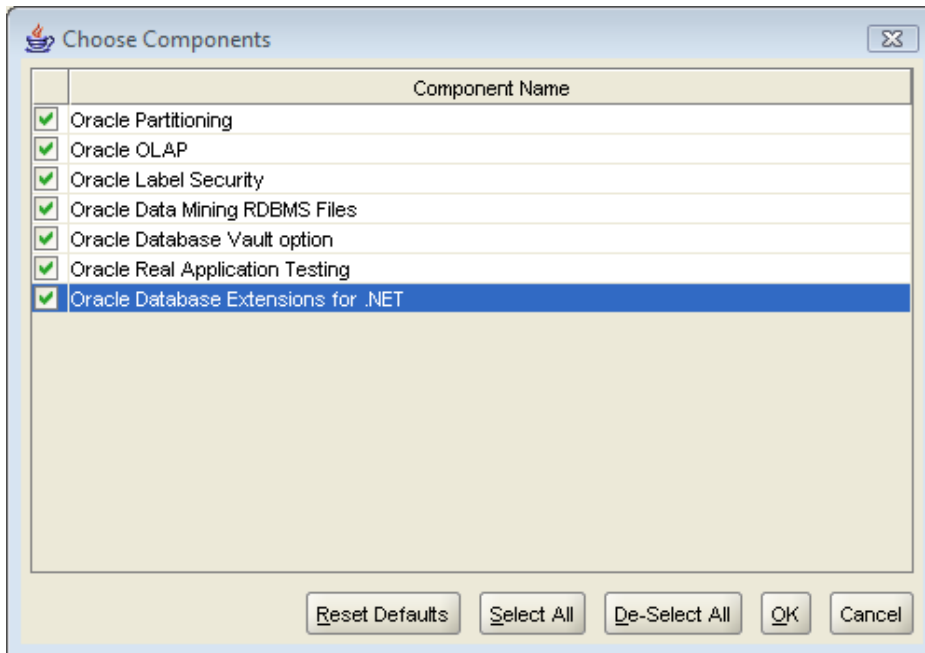 Choose Components
Component Name
Oracle Partitioning
Oracle OLAP
Oracle Label Security
Oracle Data Mining RDBMS Files
Oracle Database Vault option
Oracle Real Application Testing
Oracle Database Extensions for .NET
Reset Defaults Select All De-Select All OK Cancel